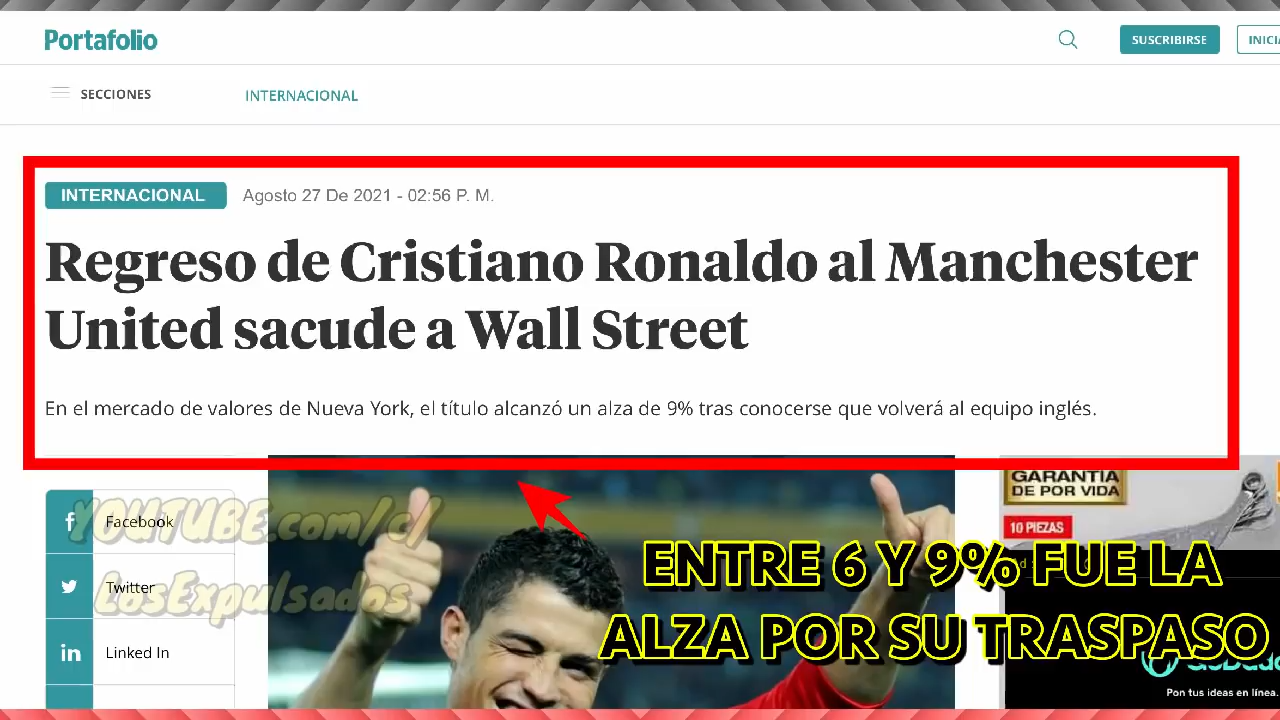 Portafolio
SUSCRIBIRSE
SECCIONES
INTERNACIONAL
INTERNACIONAL
Agosto 27 De 2021 - 02:56 P. M.
Regreso de Cristiano Ronaldo al Manchester
United sacude a Wall Street
En el mercado de valores de Nueva York, el título alcanzó un alza de 9% tras conocerse que volverá al equipo inglés.
GARANTÍA
DE POR VIDA
10 PIEZAS
YOUTUBE.com/c/
LosExpulsados
Facebook
Twitter
Linked In
ENTRE 6 Y 9% FUE LA
ALZA POR SU TRASPASO
Pon tus ideas en línea.